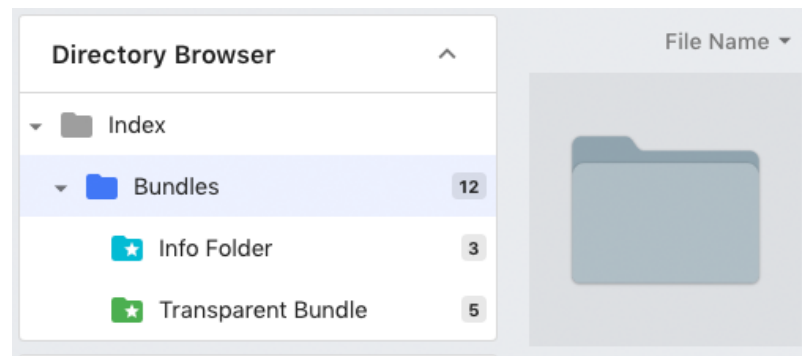 Directory Browser
File Name
Index
Bundles 12
Info Folder 3
Transparent Bundle 5